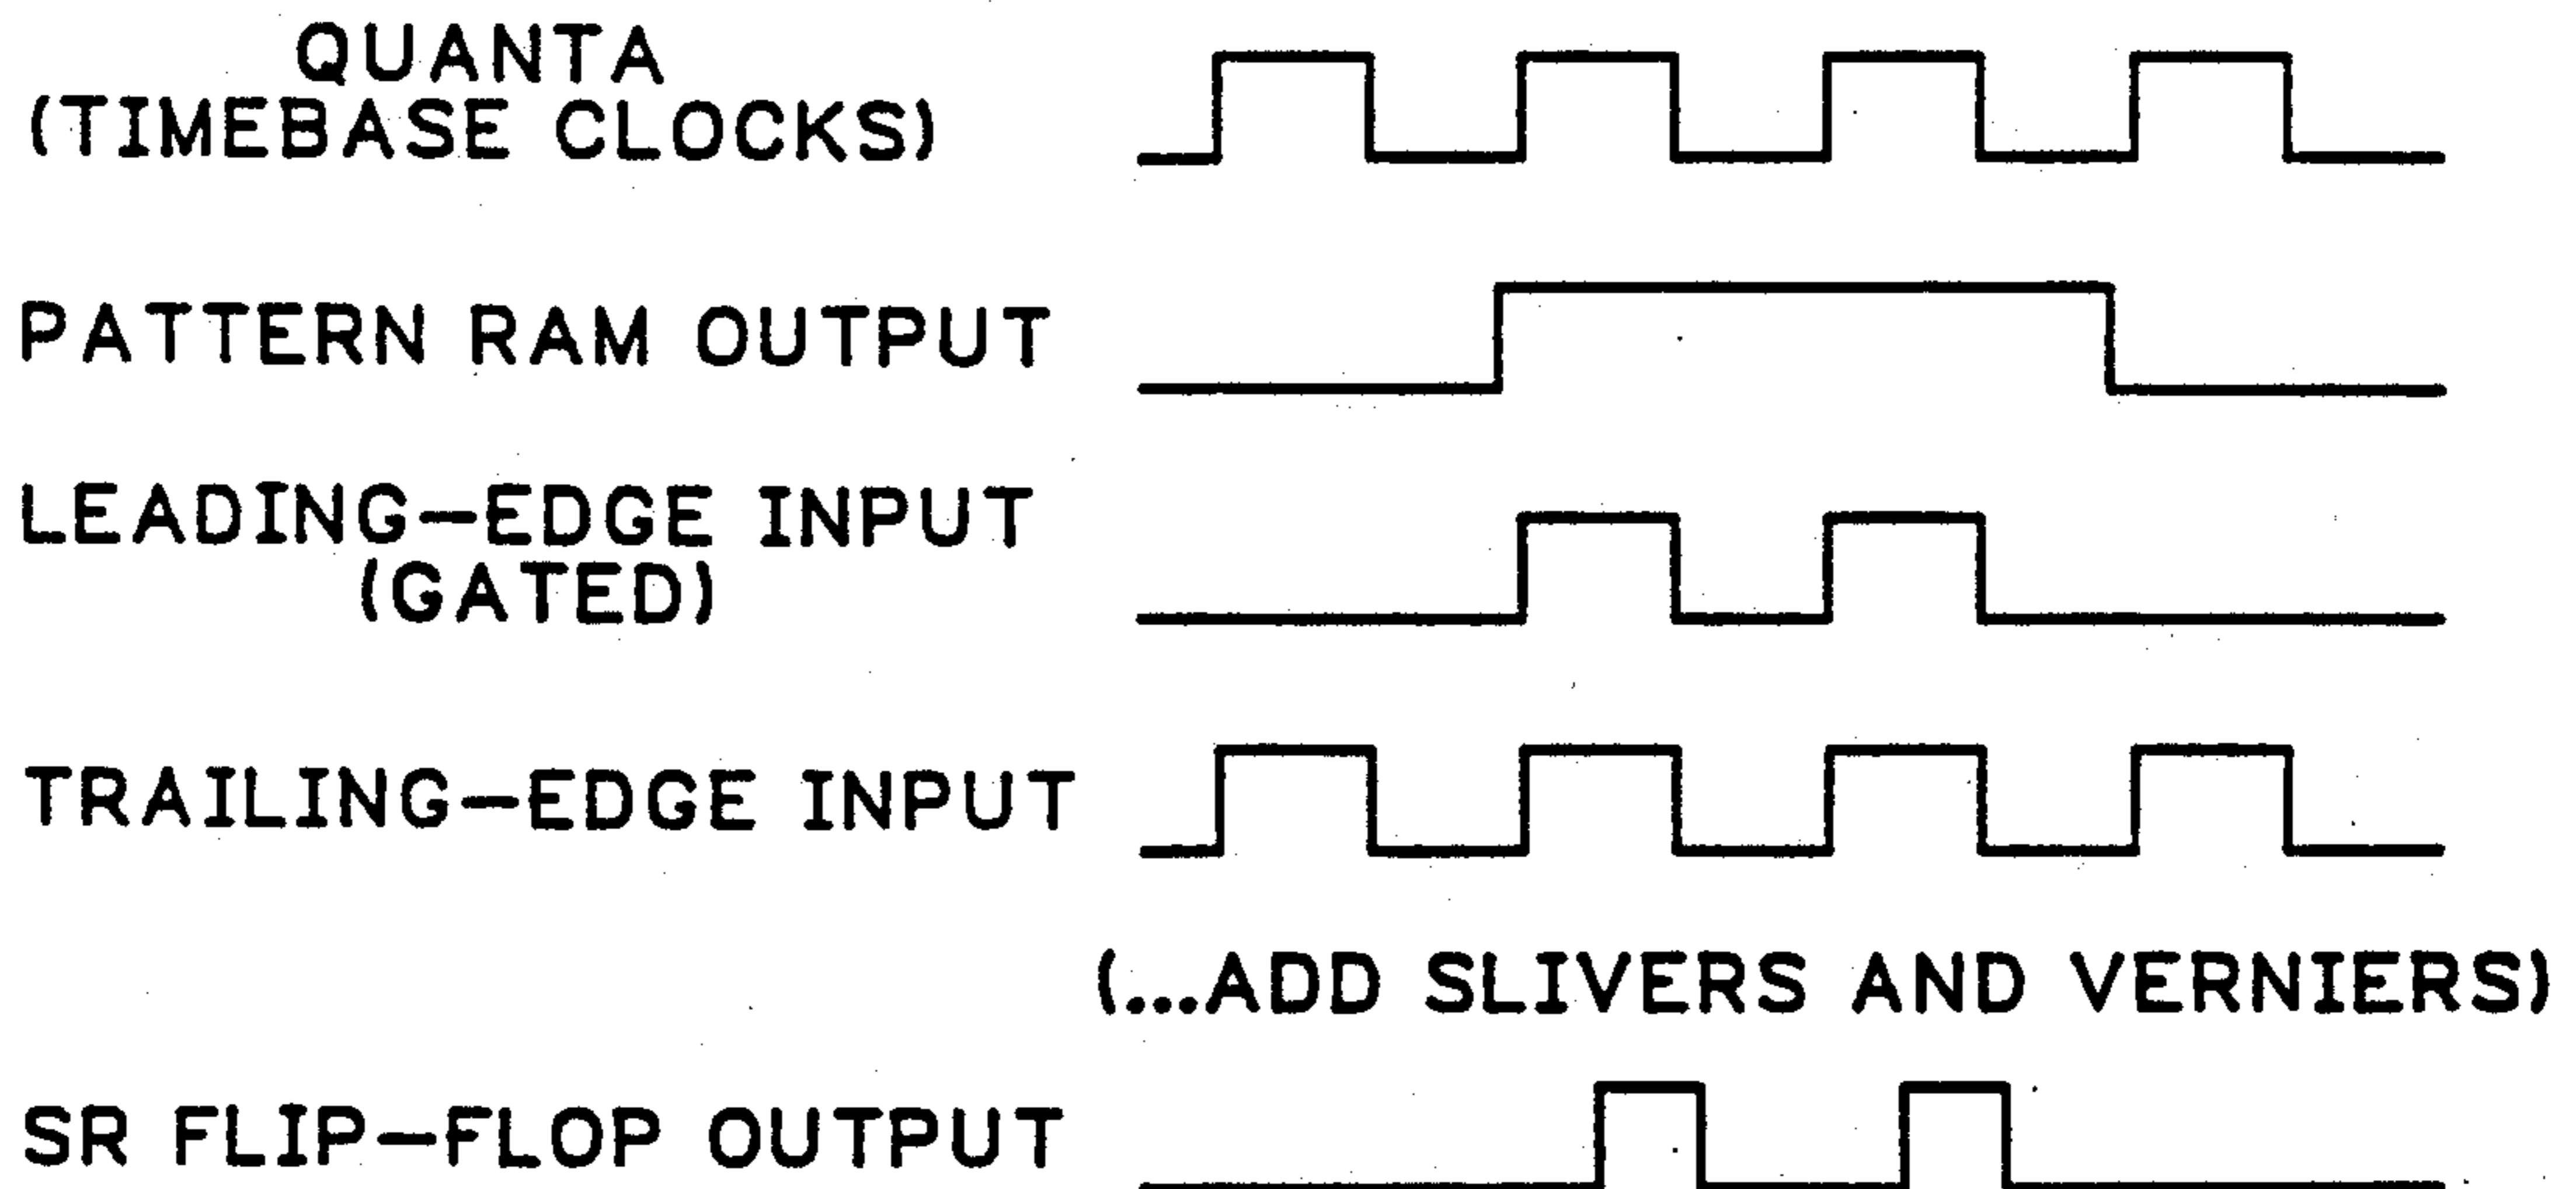 QUANTA
(TIMEBASE CLOCKS)
PATTERN RAM OUTPUT
LEADING-EDGE INPUT
(GATED)
TRAILING-EDGE INPUT
(...ADD SLIVERS AND VERNIERS)
SR FLIP-FLOP OUTPUT